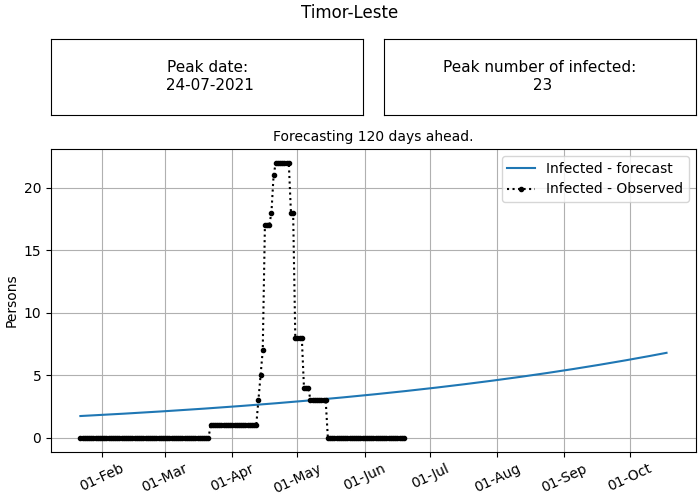 Timor-Leste
Peak date:
24-07-2021
Peak number of infected:
23
Forecasting 120 days ahead.
Infected - forecast
Infected - Observed
Persons
20
15
10
5
0
01-Feb
01-Mar
01-Apr
01-May
01-Jun
01-Jul
01-Aug
01-Sep
01-Oct